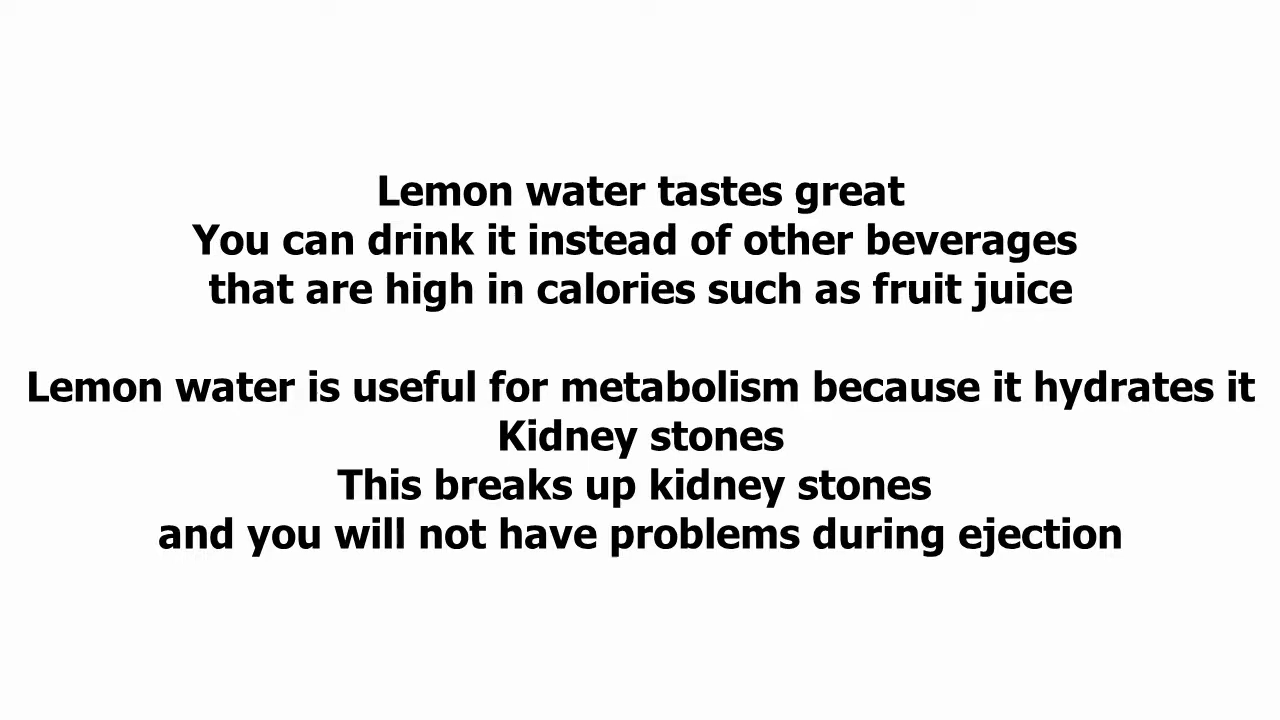 Lemon water tastes great
You can drink it instead of other beverages
that are high in calories such as fruit juice
Lemon water is useful for metabolism because it hydrates it
Kidney stones
This breaks up kidney stones
and you will not have problems during ejection